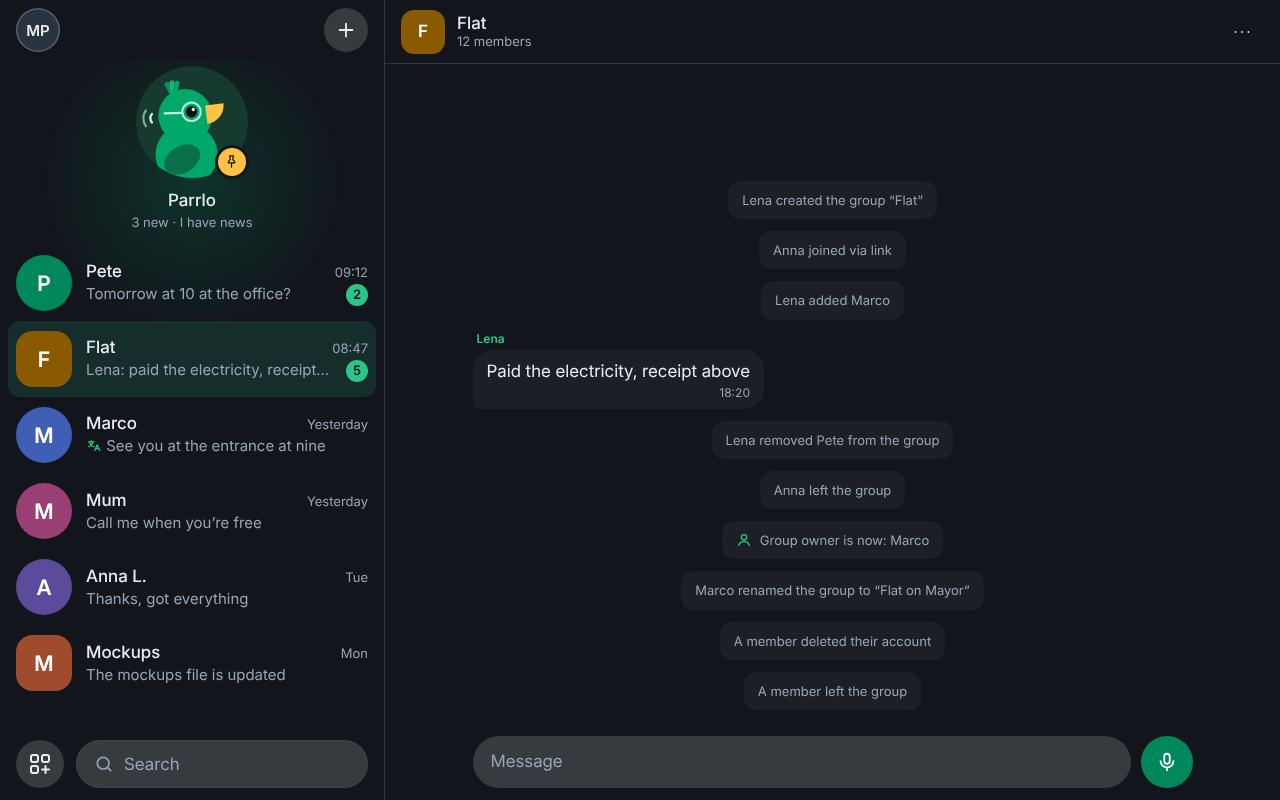 MP
Parrlo
3 new · I have news
P
Pete
09:12
Tomorrow at 10 at the office?
2
F
Flat
08:47
Lena: paid the electricity, receipt...
5
M
Marco
Yesterday
See you at the entrance at nine
M
Mum
Yesterday
Call me when you’re free
A
Anna L.
Tue
Thanks, got everything
M
Mockups
Mon
The mockups file is updated
Search
F
Flat
12 members
Lena created the group “Flat”
Anna joined via link
Lena added Marco
Lena
Paid the electricity, receipt above
18:20
Lena removed Pete from the group
Anna left the group
Group owner is now: Marco
Marco renamed the group to “Flat on Mayor”
A member deleted their account
A member left the group
Message